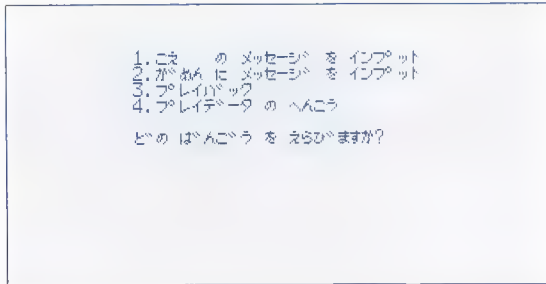 1.こえ の メッセージ を インプット
2.がめん に メッセージ を インプット
3.プレイバック
4.プレイデータ の へんこう
どの ばんごう を えらびますか?